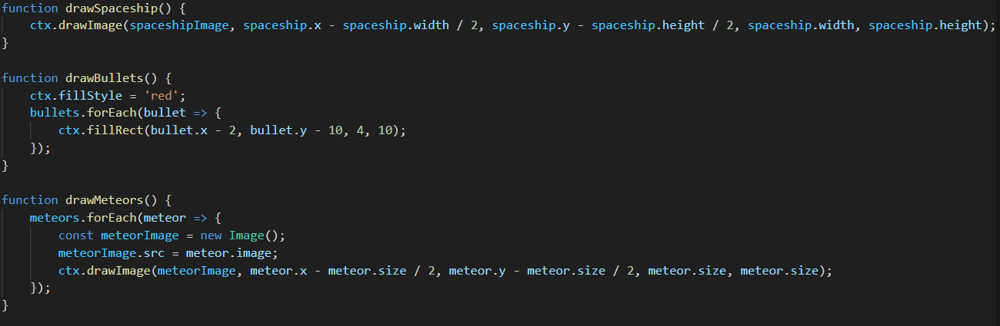 function drawSpaceship() {
    ctx.drawImage(spaceshipImage, spaceship.x - spaceship.width / 2, spaceship.y - spaceship.height / 2, spaceship.width, spaceship.height);
}

function drawBullets() {
    ctx.fillStyle = 'red';
    bullets.forEach(bullet => {
        ctx.fillRect(bullet.x - 2, bullet.y - 10, 4, 10);
    });
}

function drawMeteors() {
    meteors.forEach(meteor => {
        const meteorImage = new Image();
        meteorImage.src = meteor.image;
        ctx.drawImage(meteorImage, meteor.x - meteor.size / 2, meteor.y - meteor.size / 2, meteor.size, meteor.size);
    });
}